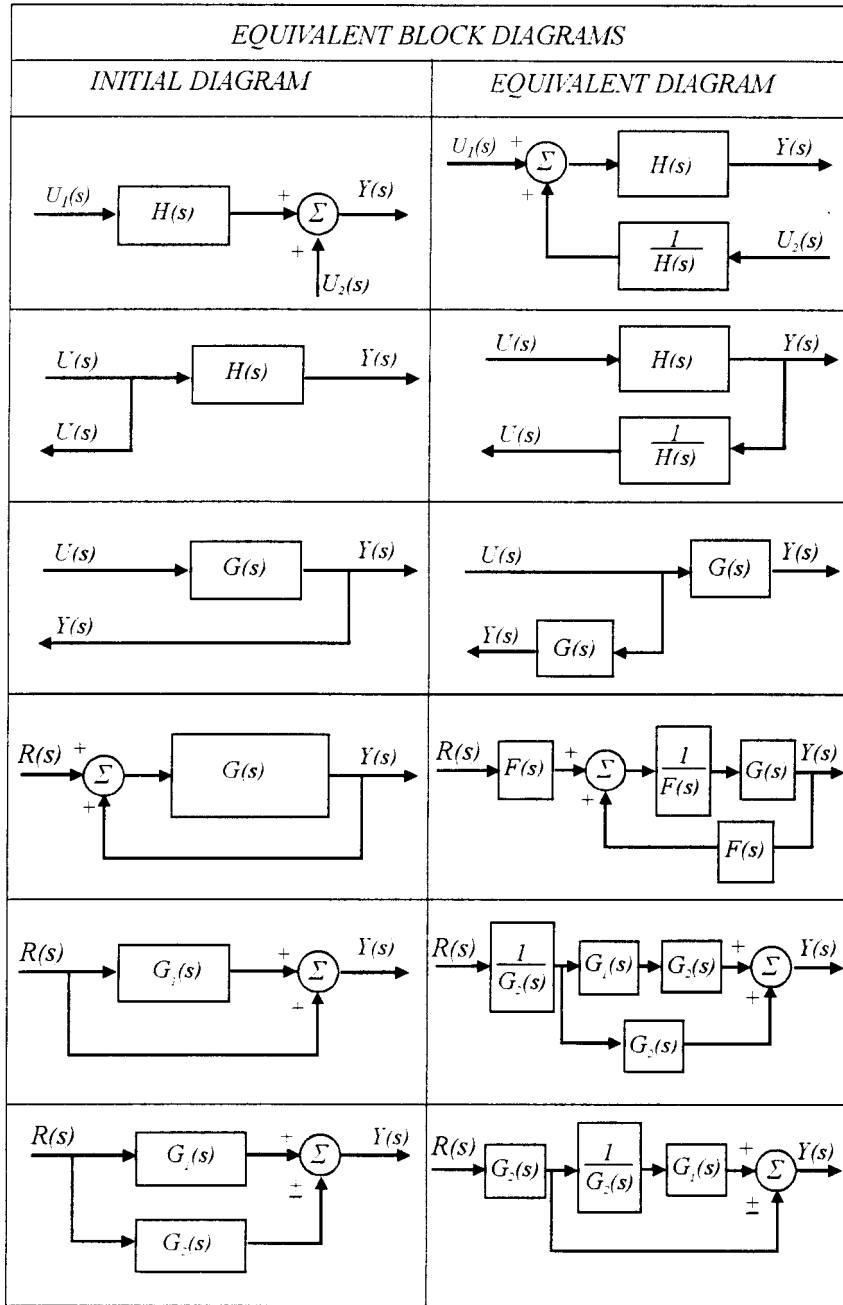 EQUIVALENT BLOCK DIAGRAMS
INITIAL DIAGRAM
EQUIVALENT DIAGRAM
U₁(s)
H(s)
+
+
Σ
Y(s)
U₂(s)
U₁(s)
+
+
Σ
H(s)
Y(s)
1
H(s)
U₂(s)
U(s)
H(s)
Y(s)
U(s)
U(s)
H(s)
Y(s)
U(s)
1
H(s)
U(s)
G(s)
Y(s)
Y(s)
U(s)
G(s)
Y(s)
Y(s)
G(s)
R(s)
+
+
Σ
G(s)
Y(s)
R(s)
F(s)
+
+
Σ
1
F(s)
G(s)
Y(s)
F(s)
R(s)
G₁(s)
+
+
Σ
Y(s)
R(s)
1
G₂(s)
G₁(s)
G₂(s)
+
+
Σ
Y(s)
G₂(s)
R(s)
G₁(s)
+
±
Σ
Y(s)
G₂(s)
R(s)
G₂(s)
1
G₂(s)
G₁(s)
+
±
Σ
Y(s)